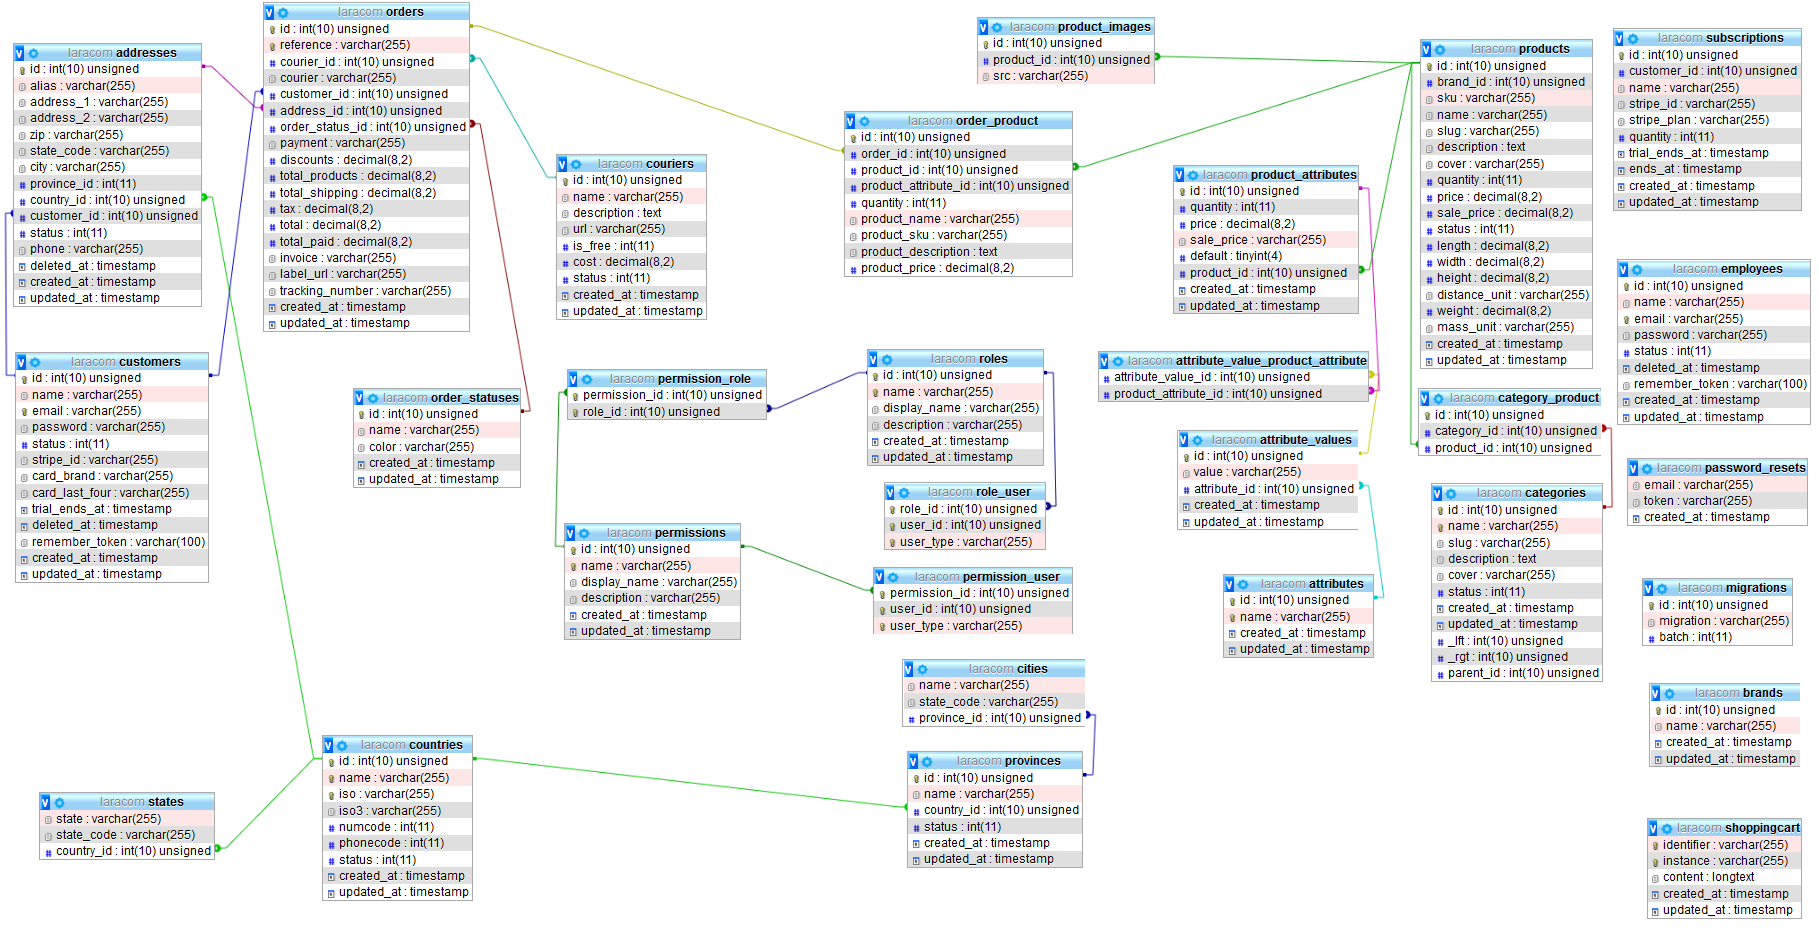 laracom addresses
id : int(10) unsigned
alias : varchar(255)
address_1 : varchar(255)
address_2 : varchar(255)
zip : varchar(255)
state_code : varchar(255)
city : varchar(255)
province_id : int(11)
country_id : int(10) unsigned
customer_id : int(10) unsigned
status : int(11)
phone : varchar(255)
deleted_at : timestamp
created_at : timestamp
updated_at : timestamp
laracom customers
id : int(10) unsigned
name : varchar(255)
email : varchar(255)
password : varchar(255)
status : int(11)
stripe_id : varchar(255)
card_brand : varchar(255)
card_last_four : varchar(255)
trial_ends_at : timestamp
deleted_at : timestamp
remember_token : varchar(100)
created_at : timestamp
updated_at : timestamp
laracom states
state : varchar(255)
state_code : varchar(255)
country_id : int(10) unsigned
laracom orders
id : int(10) unsigned
reference : varchar(255)
courier_id : int(10) unsigned
courier : varchar(255)
customer_id : int(10) unsigned
address_id : int(10) unsigned
order_status_id : int(10) unsigned
payment : varchar(255)
discounts : decimal(8,2)
total_products : decimal(8,2)
total_shipping : decimal(8,2)
tax : decimal(8,2)
total : decimal(8,2)
total_paid : decimal(8,2)
invoice : varchar(255)
label_url : varchar(255)
tracking_number : varchar(255)
created_at : timestamp
updated_at : timestamp
laracom order_statuses
id : int(10) unsigned
name : varchar(255)
color : varchar(255)
created_at : timestamp
updated_at : timestamp
laracom countries
id : int(10) unsigned
name : varchar(255)
iso : varchar(255)
iso3 : varchar(255)
numcode : int(11)
phonecode : int(11)
status : int(11)
created_at : timestamp
updated_at : timestamp
laracom couriers
id : int(10) unsigned
name : varchar(255)
description : text
url : varchar(255)
is_free : int(11)
cost : decimal(8,2)
status : int(11)
created_at : timestamp
updated_at : timestamp
laracom permission_role
permission_id : int(10) unsigned
role_id : int(10) unsigned
laracom permissions
id : int(10) unsigned
name : varchar(255)
display_name : varchar(255)
description : varchar(255)
created_at : timestamp
updated_at : timestamp
laracom order_product
id : int(10) unsigned
order_id : int(10) unsigned
product_id : int(10) unsigned
product_attribute_id : int(10) unsigned
quantity : int(11)
product_name : varchar(255)
product_sku : varchar(255)
product_description : text
product_price : decimal(8,2)
laracom roles
id : int(10) unsigned
name : varchar(255)
display_name : varchar(255)
description : varchar(255)
created_at : timestamp
updated_at : timestamp
laracom role_user
role_id : int(10) unsigned
user_id : int(10) unsigned
user_type : varchar(255)
laracom permission_user
permission_id : int(10) unsigned
user_id : int(10) unsigned
user_type : varchar(255)
laracom cities
name : varchar(255)
state_code : varchar(255)
province_id : int(10) unsigned
laracom provinces
id : int(10) unsigned
name : varchar(255)
country_id : int(10) unsigned
status : int(11)
created_at : timestamp
updated_at : timestamp
laracom product_images
id : int(10) unsigned
product_id : int(10) unsigned
src : varchar(255)
laracom product_attributes
id : int(10) unsigned
quantity : int(11)
price : decimal(8,2)
sale_price : varchar(255)
default : tinyint(4)
product_id : int(10) unsigned
created_at : timestamp
updated_at : timestamp
laracom attribute_value_product_attribute
attribute_value_id : int(10) unsigned
product_attribute_id : int(10) unsigned
laracom attribute_values
id : int(10) unsigned
value : varchar(255)
attribute_id : int(10) unsigned
created_at : timestamp
updated_at : timestamp
laracom attributes
id : int(10) unsigned
name : varchar(255)
created_at : timestamp
updated_at : timestamp
laracom products
id : int(10) unsigned
brand_id : int(10) unsigned
sku : varchar(255)
name : varchar(255)
slug : varchar(255)
description : text
cover : varchar(255)
quantity : int(11)
price : decimal(8,2)
sale_price : decimal(8,2)
status : int(11)
length : decimal(8,2)
width : decimal(8,2)
height : decimal(8,2)
distance_unit : varchar(255)
weight : decimal(8,2)
mass_unit : varchar(255)
created_at : timestamp
updated_at : timestamp
laracom category_product
id : int(10) unsigned
category_id : int(10) unsigned
product_id : int(10) unsigned
laracom categories
id : int(10) unsigned
name : varchar(255)
slug : varchar(255)
description : text
cover : varchar(255)
status : int(11)
created_at : timestamp
updated_at : timestamp
_lft : int(10) unsigned
_rgt : int(10) unsigned
parent_id : int(10) unsigned
laracom subscriptions
id : int(10) unsigned
customer_id : int(10) unsigned
name : varchar(255)
stripe_id : varchar(255)
stripe_plan : varchar(255)
quantity : int(11)
trial_ends_at : timestamp
ends_at : timestamp
created_at : timestamp
updated_at : timestamp
laracom employees
id : int(10) unsigned
name : varchar(255)
email : varchar(255)
password : varchar(255)
status : int(11)
deleted_at : timestamp
remember_token : varchar(100)
created_at : timestamp
updated_at : timestamp
laracom password_resets
email : varchar(255)
token : varchar(255)
created_at : timestamp
laracom migrations
id : int(10) unsigned
migration : varchar(255)
batch : int(11)
laracom brands
id : int(10) unsigned
name : varchar(255)
created_at : timestamp
updated_at : timestamp
laracom shoppingcart
identifier : varchar(255)
instance : varchar(255)
content : longtext
created_at : timestamp
updated_at : timestamp